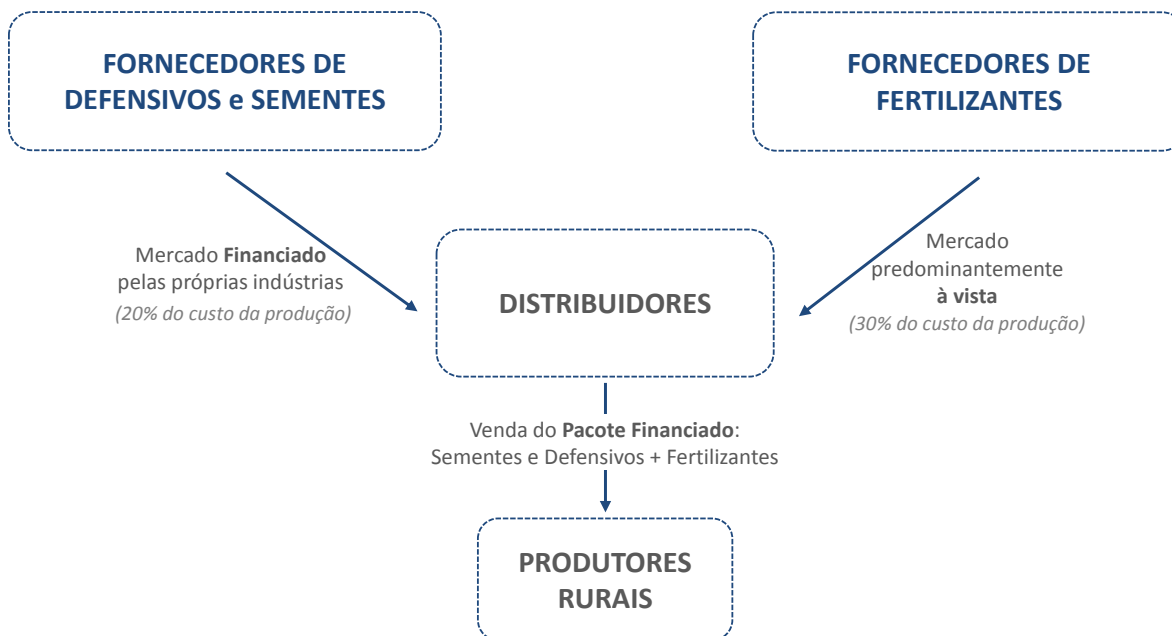 FORNECEDORES DE
DEFENSIVOS e SEMENTES
FORNECEDORES DE
FERTILIZANTES
Mercado Financiado
pelas próprias indústrias
(20% do custo da produção)
DISTRIBUIDORES
Mercado
predominantemente
à vista
(30% do custo da produção)
Venda do Pacote Financiado:
Sementes e Defensivos + Fertilizantes
PRODUTORES
RURAIS